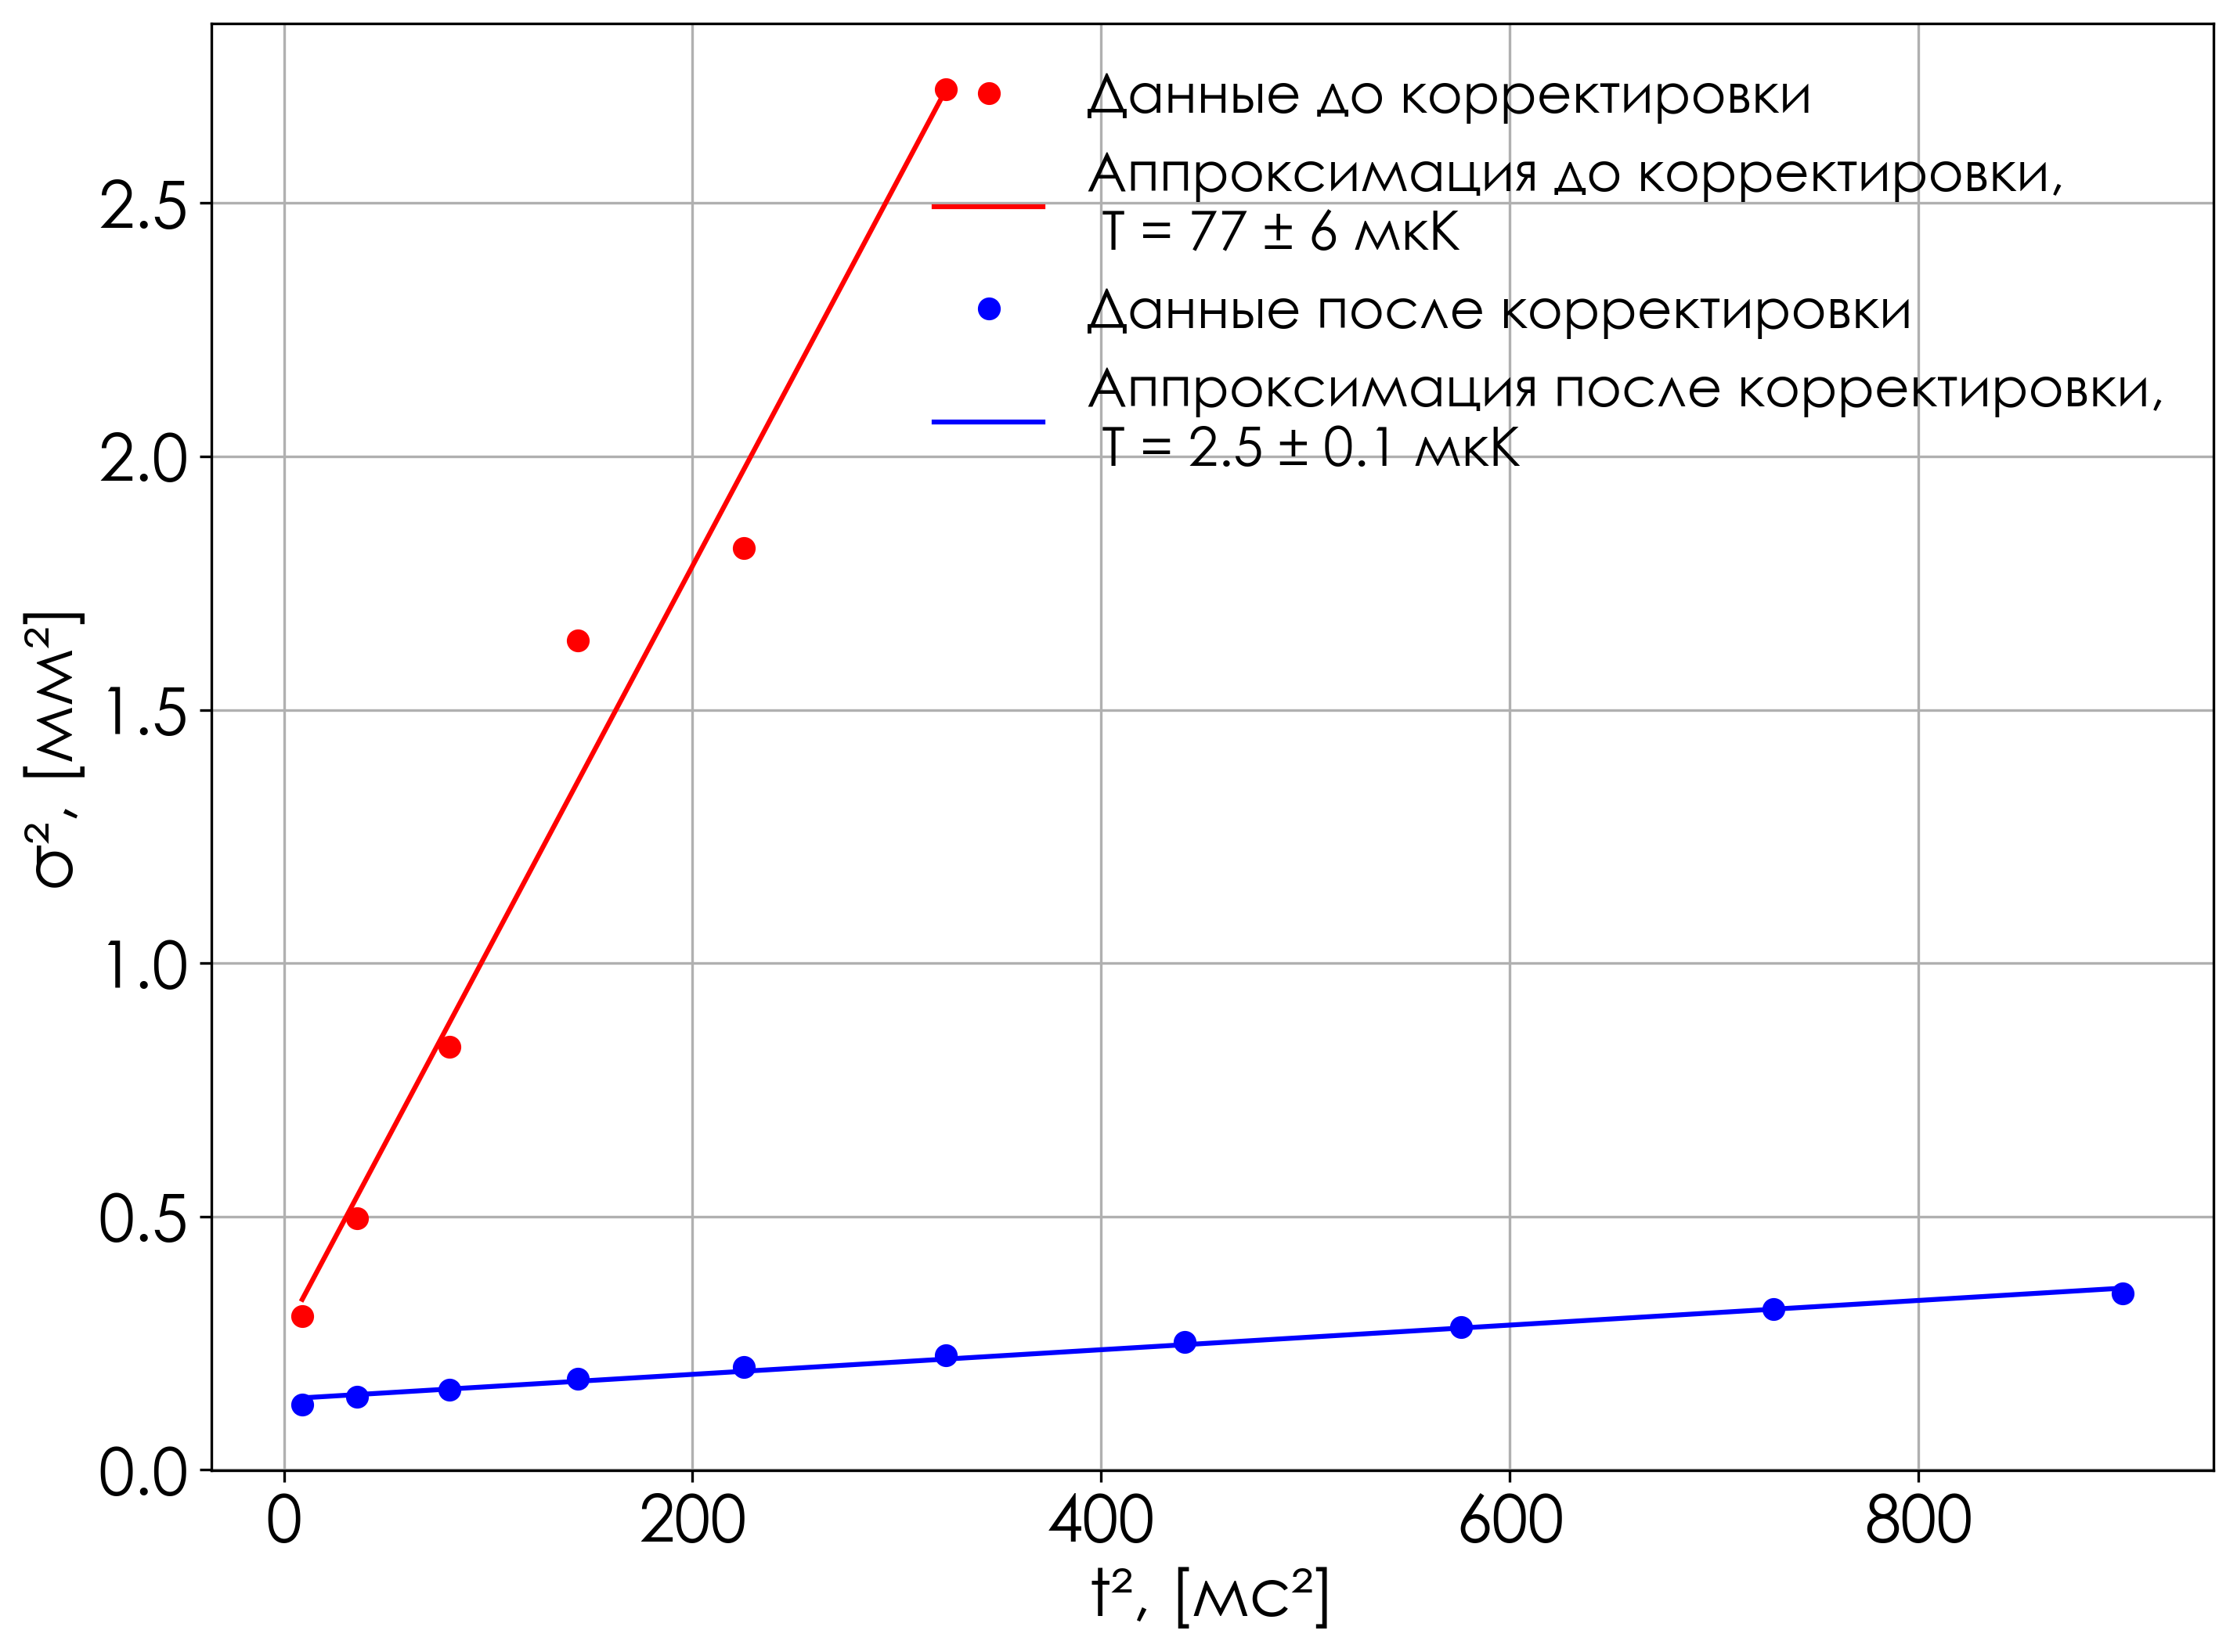 Данные до корректировки
Аппроксимация до корректировки,
T = 77 ± 6 мкК
Данные после корректировки
Аппроксимация после корректировки,
T = 2.5 ± 0.1 мкК
2.5
2.0
1.5
1.0
0.5
0.0
σ², [мм²]
0 200 400 600 800
t², [мс²]